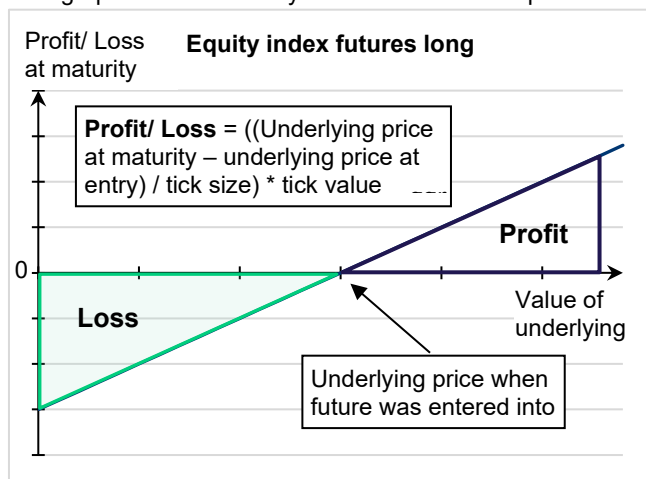 Profit/ Loss
at maturity
Equity index futures long
Profit/ Loss = ((Underlying price
at maturity – underlying price at
entry) / tick size) * tick value
0
Profit
Loss
Value of
underlying
Underlying price when
future was entered into